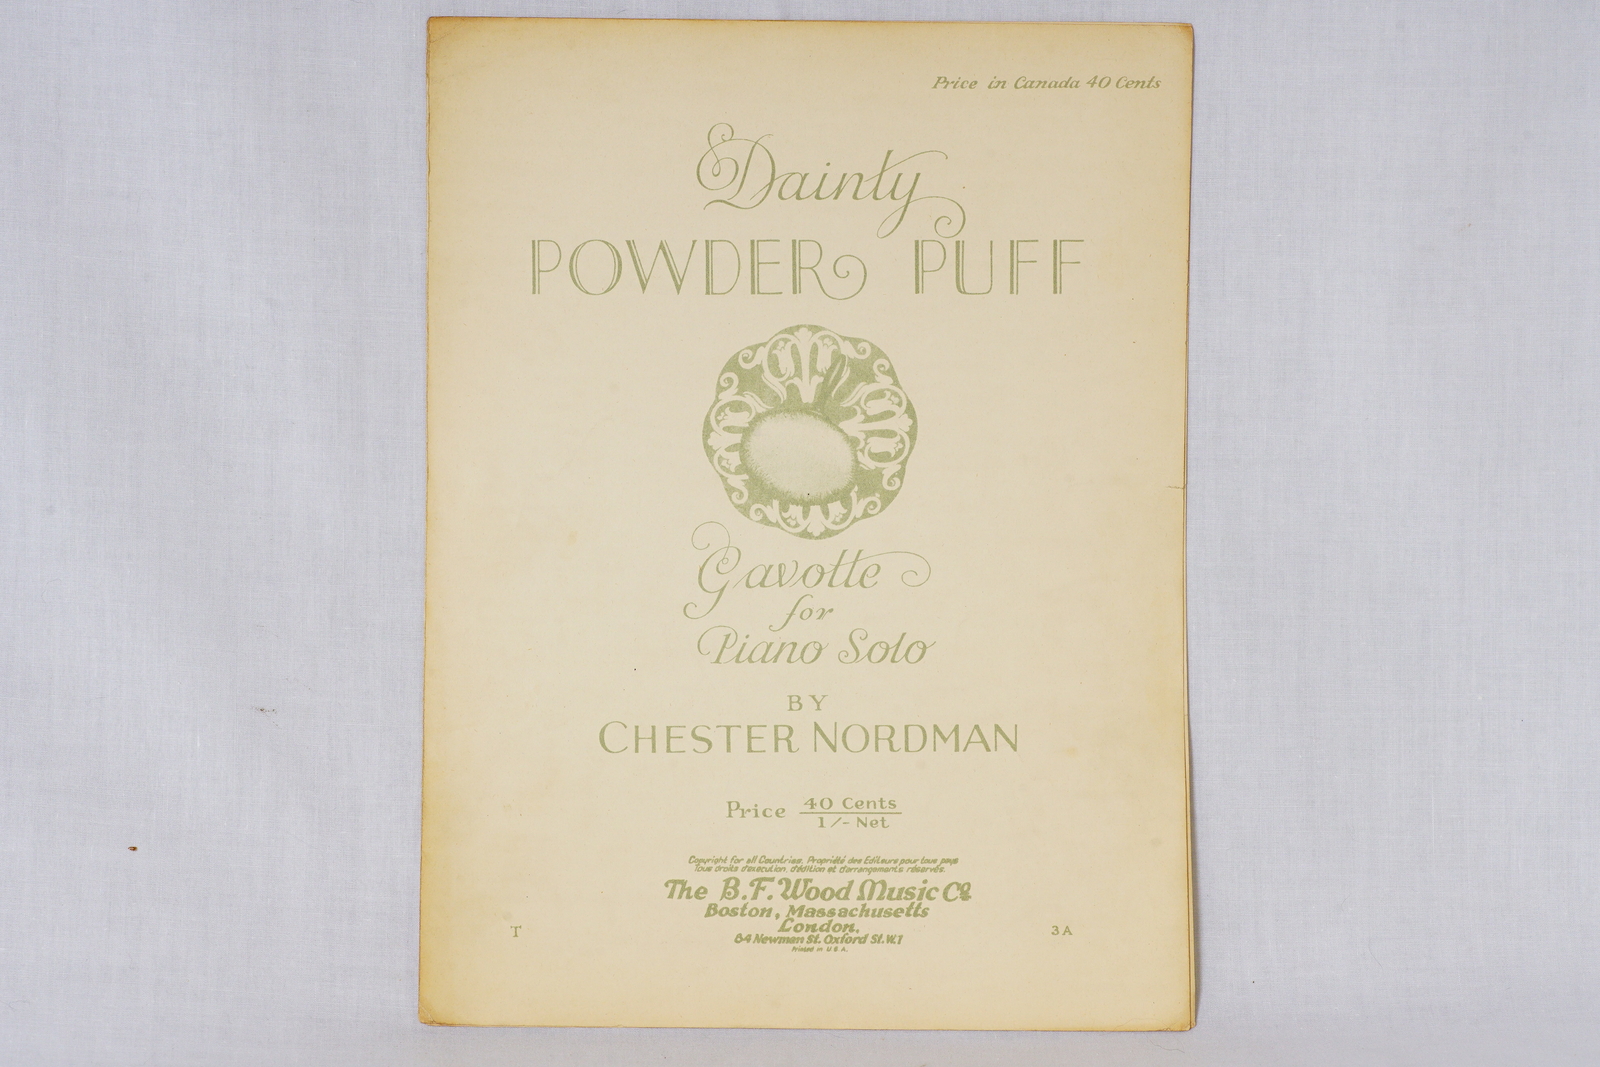 Price in Canada 40 Cents
Dainty
POWDER PUFF
Gavotte
for
Piano Solo
BY
CHESTER NORDMAN
Price 40 Cents
1/- Net
Copyright for all Countries. Propriété des Editeurs pour tous pays
Tous droits d'execution, d'édition et d'arrangements réservés.
The B.F. Wood Music Co.
Boston, Massachusetts
London.
84 Newman St. Oxford St. W.1
Printed in U.S.A.
T
3A